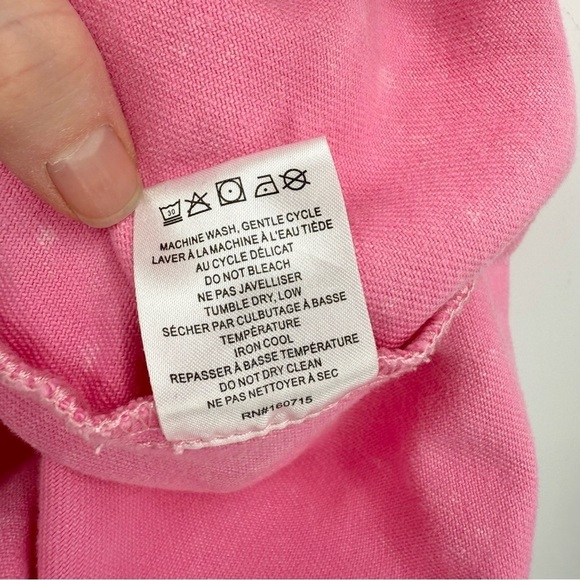 30
MACHINE WASH, GENTLE CYCLE
LAVER À LA MACHINE À L'EAU TIÈDE
AU CYCLE DÉLICAT
DO NOT BLEACH
NE PAS JAVELLISER
TUMBLE DRY, LOW
SÉCHER PAR CULBUTAGE À BASSE
TEMPÉRATURE
IRON COOL
REPASSER À BASSE TEMPÉRATURE
DO NOT DRY CLEAN
NE PAS NETTOYER À SEC
RN#160715